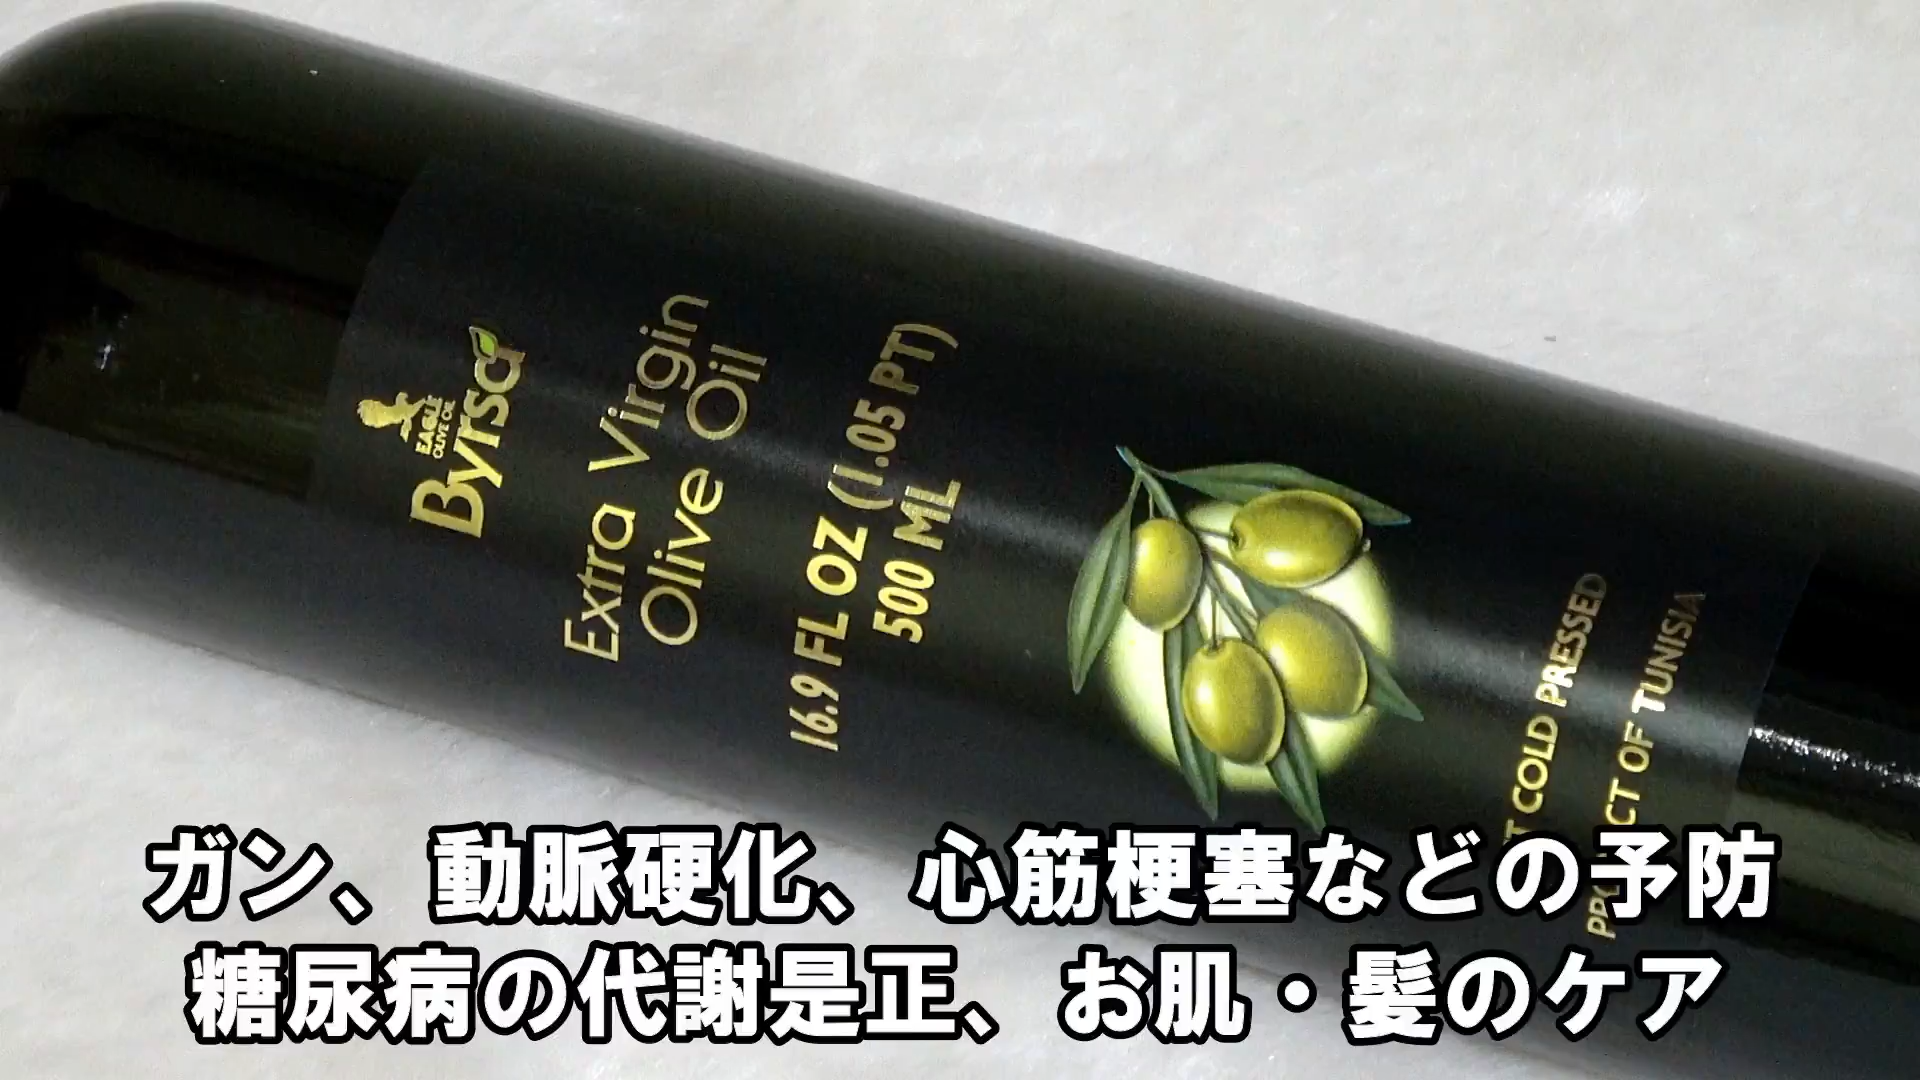 EAGLE
OLIVE OIL
Byrsa
Extra Virgin
Olive Oil
16.9 FL OZ (1.05 PT)
500 ML
COLD PRESSED
OF TUNISIA
ガン、動脈硬化、心筋梗塞などの予防
糖尿病の代謝是正、お肌・髪のケア